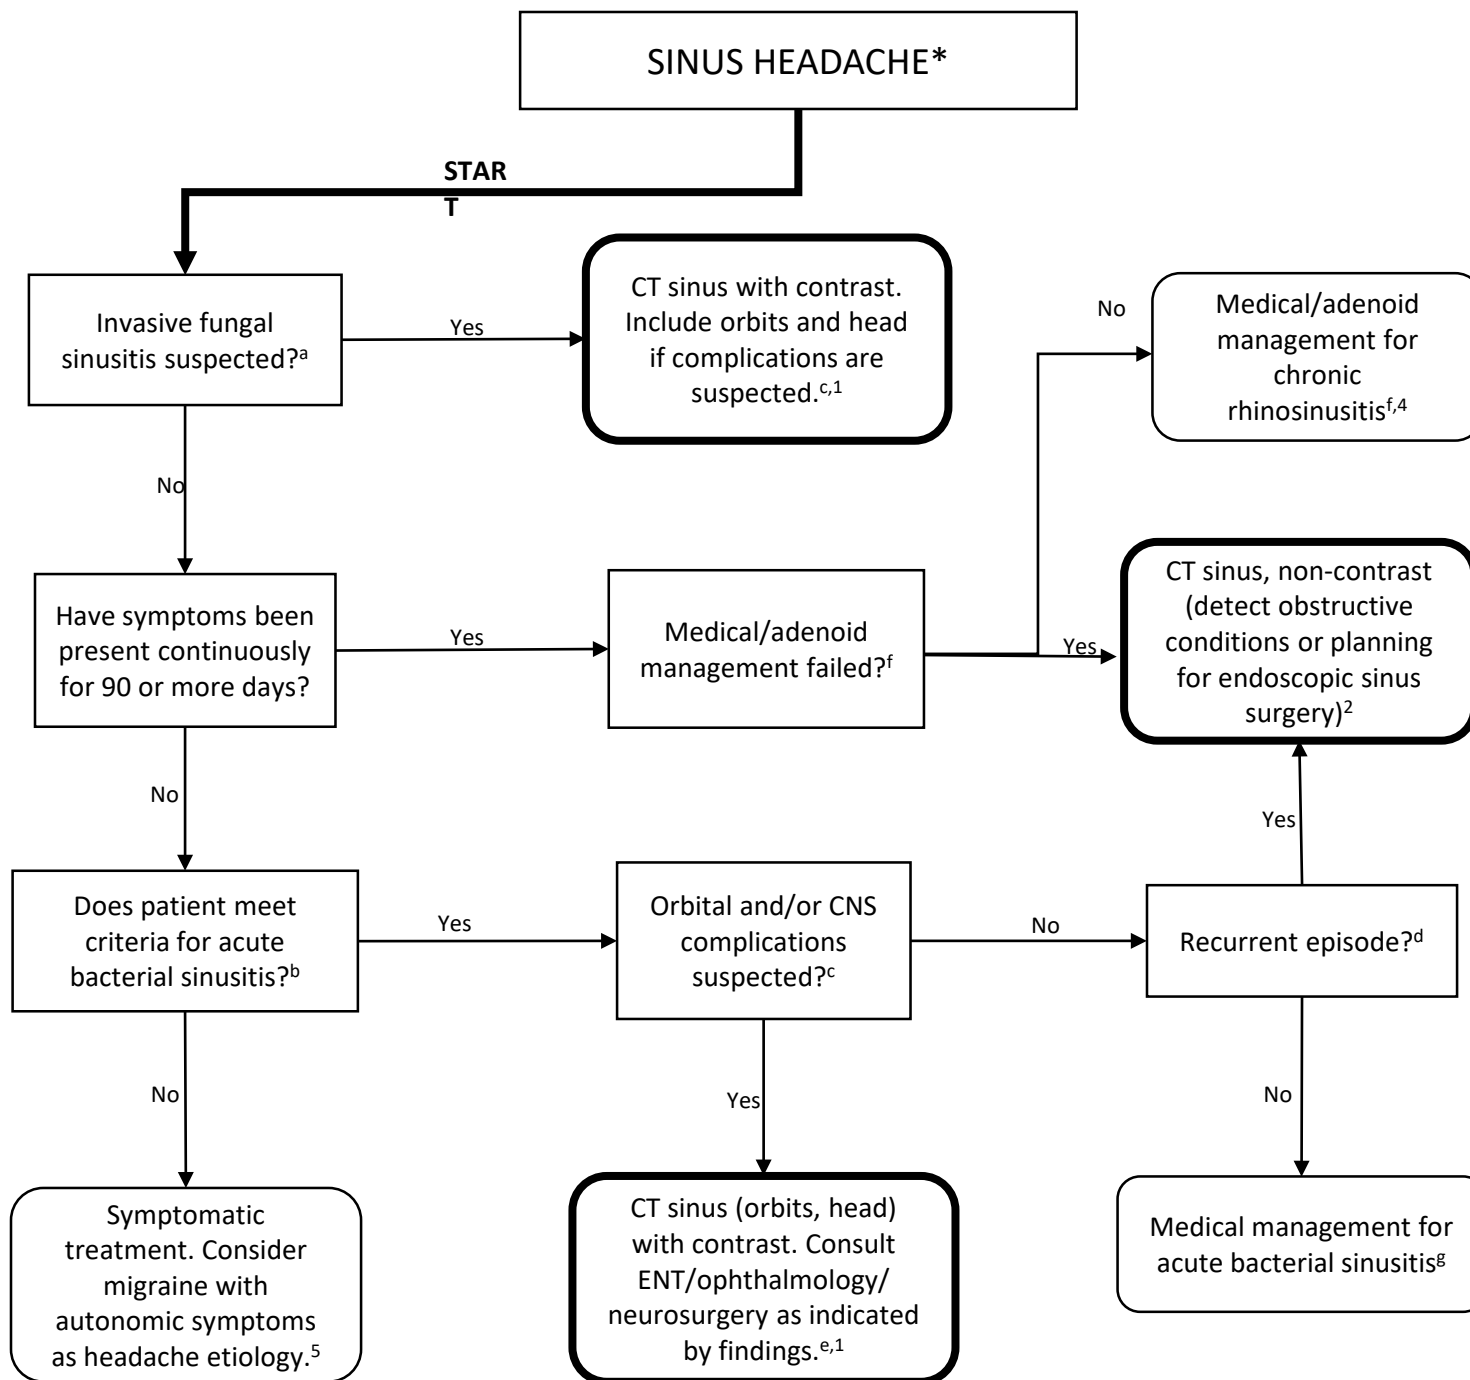 SINUS HEADACHE*
STAR
T
Invasive fungal
sinusitis suspected?a
Yes
CT sinus with contrast.
Include orbits and head
if complications are
suspected.c,1
No
Medical/adenoid
management for
chronic
rhinosinusitisf,4
No
Have symptoms been
present continuously
for 90 or more days?
Yes
Medical/adenoid
management failed?f
Yes
CT sinus, non-contrast
(detect obstructive
conditions or planning
for endoscopic sinus
surgery)2
No
Yes
Does patient meet
criteria for acute
bacterial sinusitis?b
Yes
Orbital and/or CNS
complications
suspected?c
No
Recurrent episode?d
No
Yes
No
Symptomatic
treatment. Consider
migraine with
autonomic symptoms
as headache etiology.5
CT sinus (orbits, head)
with contrast. Consult
ENT/ophthalmology/
neurosurgery as indicated
by findings.e,1
Medical management for
acute bacterial sinusitisg